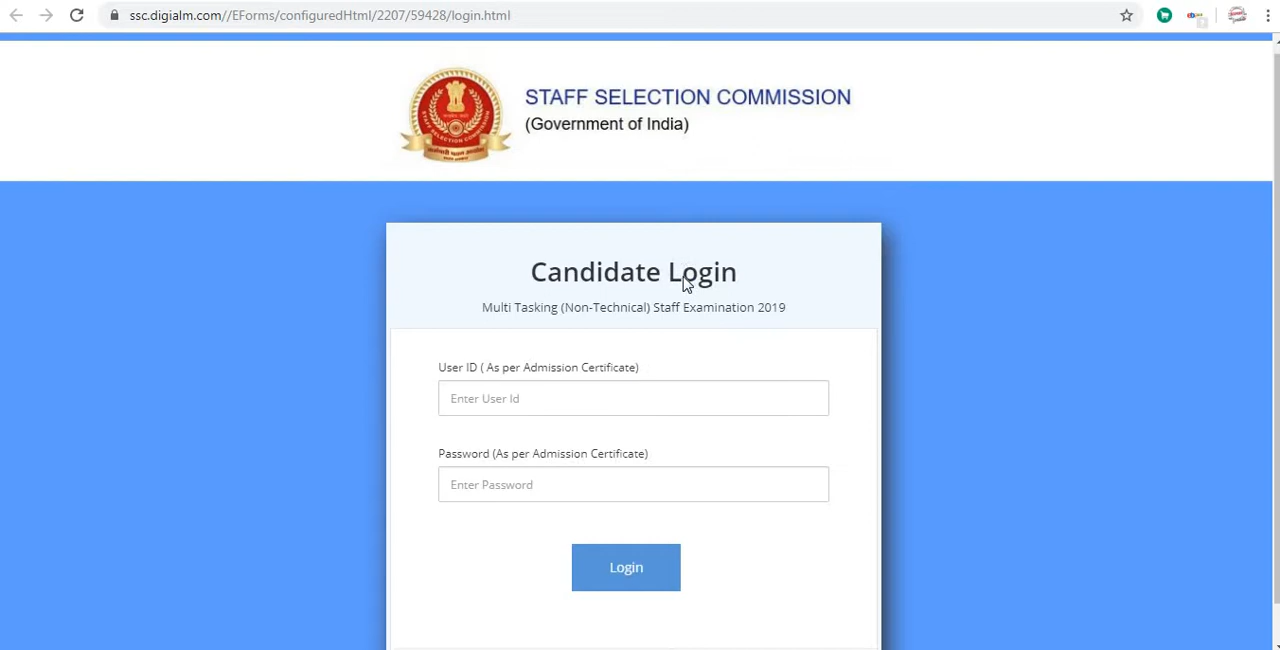 ssc.digialm.com//EForms/configuredHtml/2207/59428/login.html
STAFF SELECTION COMMISSION
(Government of India)
Candidate Login
Multi Tasking (Non-Technical) Staff Examination 2019
User ID ( As per Admission Certificate)
Enter User Id
Password (As per Admission Certificate)
Enter Password
Login